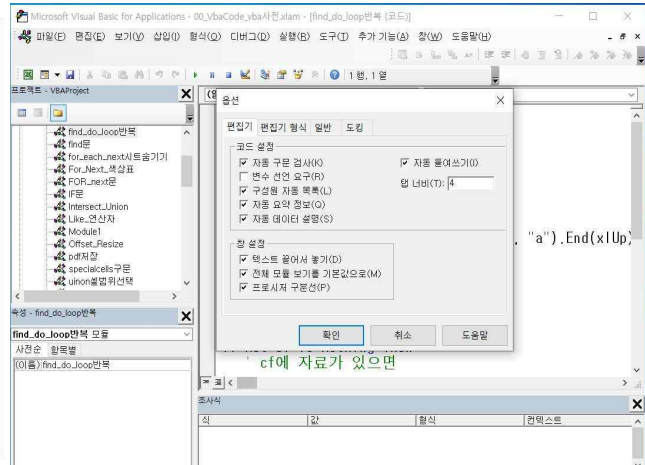 Microsoft Visual Basic for Applications - 00_VbaCode_vba사전.xlam - [find_do_loop반복 (코드)]
파일(F) 편집(E) 보기(V) 삽입(I) 형식(O) 디버그(D) 실행(R) 도구(T) 추가 기능(A) 창(W) 도움말(H)
1행, 1열
프로젝트 - VBAProject
find_do_loop반복
find문
for_each_next시트숨기기
For_Next_색상표
FOR_next문
IF문
Intersect_Union
Like_연산자
Module1
Offset_Resize
pdf저장
specialcells구문
uinon셀범위선택
속성 - find_do_loop반복
find_do_loop반복 모듈
사전순 항목별
(이름) find_do_loop반복
옵션
편집기 편집기 형식 일반 도킹
코드 설정
자동 구문 검사(K)
변수 선언 요구(R)
구성원 자동 목록(L)
자동 요약 정보(Q)
자동 데이터 설명(S)
자동 들여쓰기(I)
탭 너비(T): 4
창 설정
텍스트 끌어서 놓기(D)
전체 모듈 보기를 기본값으로(M)
프로시저 구분선(P)
확인 취소 도움말
, "a").End(xlUp)
' cf에 자료가 있으면
조사식
식 값 형식 컨텍스트